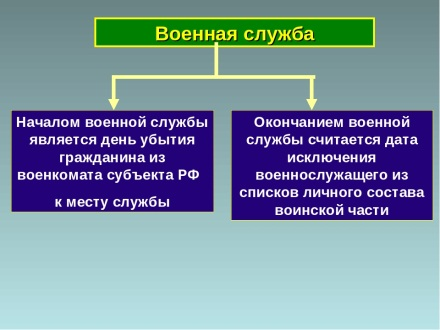 Военная служба
Началом военной службы
является день убытия
гражданина из
военкомата субъекта РФ
к месту службы
Окончанием военной
службы считается дата
исключения
военнослужащего из
списков личного состава
воинской части